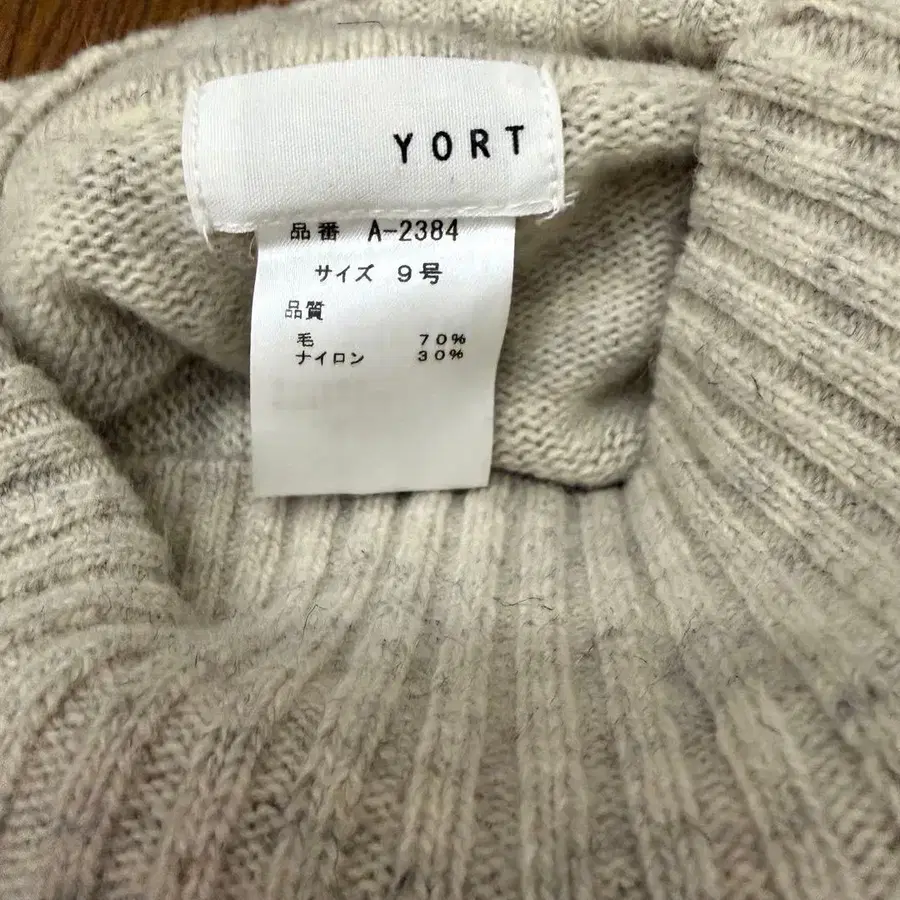 YORT
品番 A-2384
サイズ 9号
品質
毛 70%
ナイロン 30%